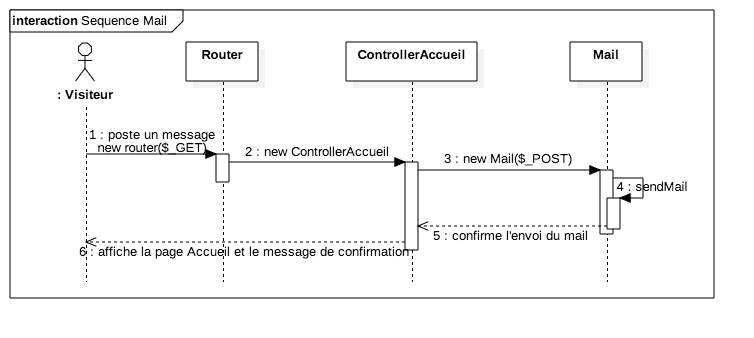 interaction Sequence Mail
Router
ControllerAccueil
Mail
: Visiteur
1 : poste un message
new router($_GET)
2 : new ControllerAccueil
3 : new Mail($_POST)
4 : sendMail
5 : confirme l'envoi du mail
6 : affiche la page Accueil et le message de confirmation